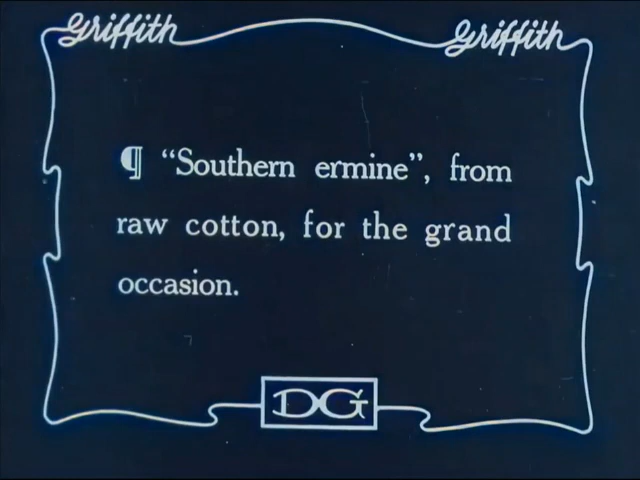 Griffith Griffith
¶ “Southern ermine”, from
raw cotton, for the grand
occasion.
DG